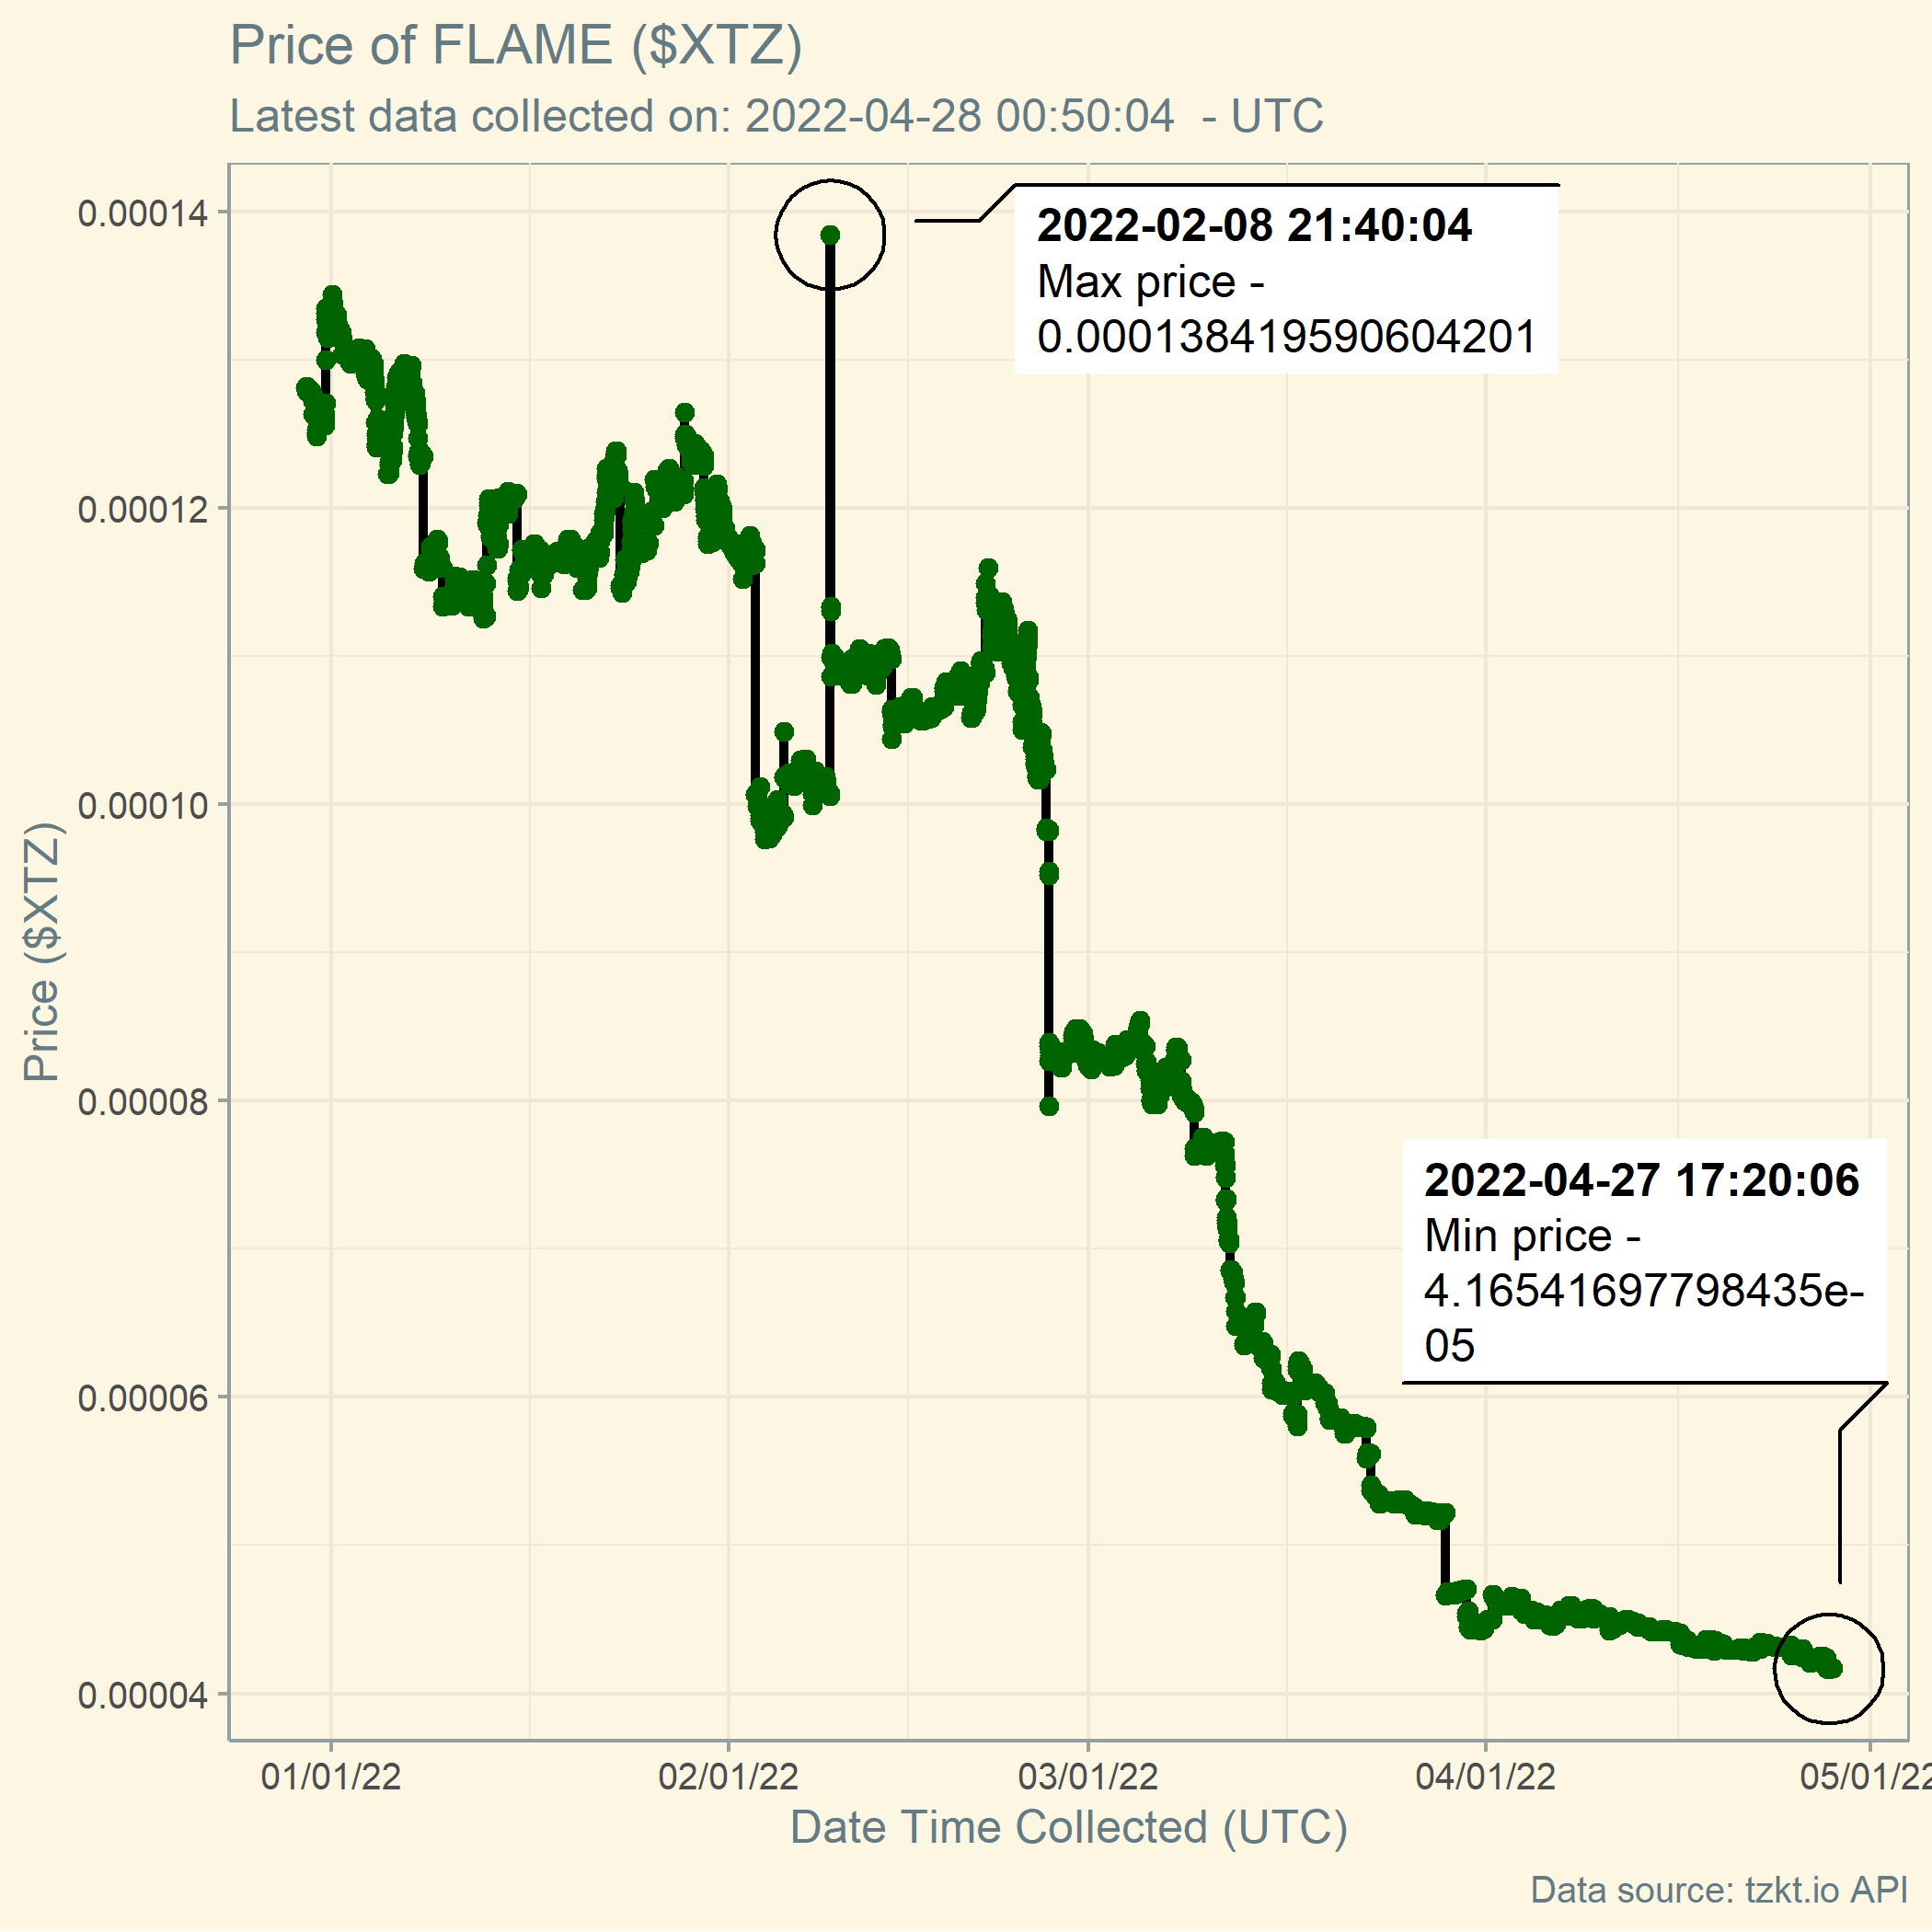 Price of FLAME ($XTZ)
Latest data collected on: 2022-04-28 00:50:04  - UTC
2022-02-08 21:40:04
Max price -
0.000138419590604201
2022-04-27 17:20:06
Min price -
4.16541697798435e-
05
Price ($XTZ)
0.00014
0.00012
0.00010
0.00008
0.00006
0.00004
01/01/22 02/01/22 03/01/22 04/01/22 05/01/22
Date Time Collected (UTC)
Data source: tzkt.io API